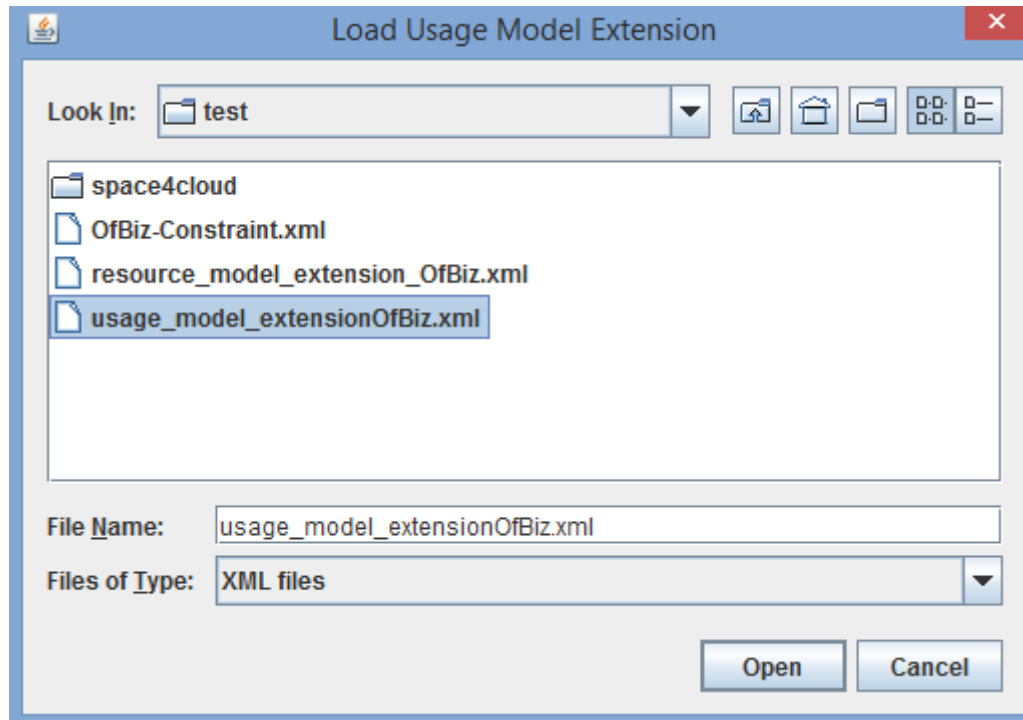 Load Usage Model Extension
Look In: test
space4cloud
OfBiz-Constraint.xml
resource_model_extension_OfBiz.xml
usage_model_extensionOfBiz.xml
File Name: usage_model_extensionOfBiz.xml
Files of Type: XML files
Open Cancel